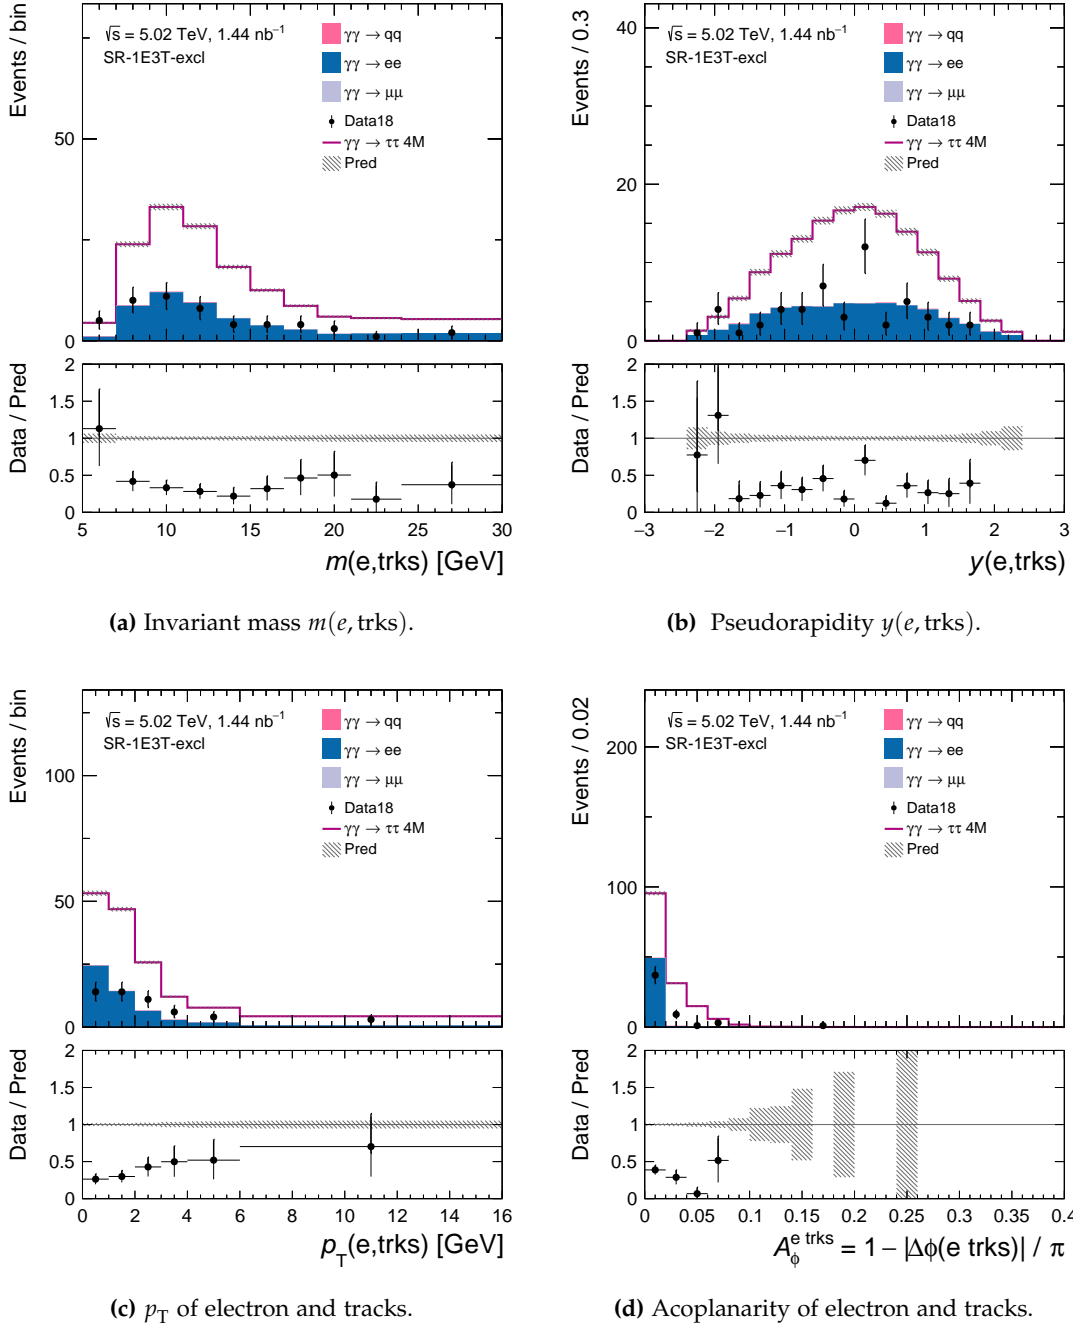 Events / bin
75
50
25
0
√s = 5.02 TeV, 1.44 nb⁻¹
SR-1E3T-excl
γγ → qq
γγ → ee
γγ → μμ
Data18
γγ → ττ 4M
Pred
Data / Pred
2
1.5
1
0.5
0
5 10 15 20 25 30
m(e,trks) [GeV]
(a) Invariant mass m(e, trks).
Events / 0.3
40
20
0
√s = 5.02 TeV, 1.44 nb⁻¹
SR-1E3T-excl
γγ → qq
γγ → ee
γγ → μμ
Data18
γγ → ττ 4M
Pred
Data / Pred
2
1.5
1
0.5
0
−3 −2 −1 0 1 2 3
y(e,trks)
(b) Pseudorapidity y(e, trks).
Events / bin
100
50
0
√s = 5.02 TeV, 1.44 nb⁻¹
SR-1E3T-excl
γγ → qq
γγ → ee
γγ → μμ
Data18
γγ → ττ 4M
Pred
Data / Pred
2
1.5
1
0.5
0
0 2 4 6 8 10 12 14 16
p_T(e,trks) [GeV]
(c) p_T of electron and tracks.
Events / 0.02
200
100
0
√s = 5.02 TeV, 1.44 nb⁻¹
SR-1E3T-excl
γγ → qq
γγ → ee
γγ → μμ
Data18
γγ → ττ 4M
Pred
Data / Pred
2
1.5
1
0.5
0
0 0.05 0.1 0.15 0.2 0.25 0.3 0.35 0.4
A_ϕ^{e trks} = 1 − |Δϕ(e trks)| / π
(d) Acoplanarity of electron and tracks.